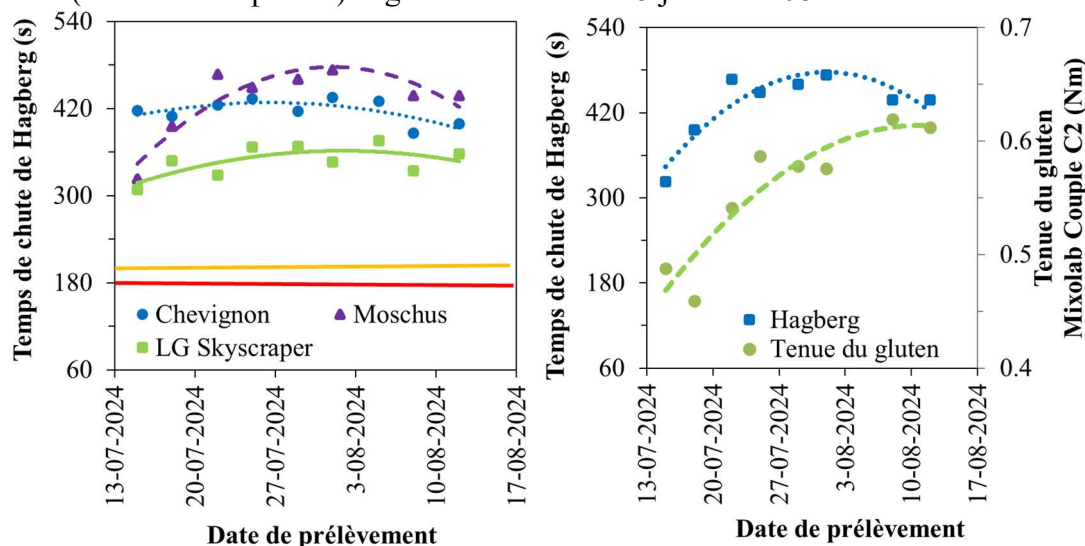 540
420
300
180
60
Temps de chute de Hagberg (s)
Chevignon
Moschus
LG Skyscraper
13-07-2024
20-07-2024
27-07-2024
3-08-2024
10-08-2024
17-08-2024
Date de prélèvement
540
420
300
180
60
Temps de chute de Hagberg (s)
0.7
0.6
0.5
0.4
Tenue du gluten
Mixolab Couple C2 (Nm)
Hagberg
Tenue du gluten
13-07-2024
20-07-2024
27-07-2024
3-08-2024
10-08-2024
17-08-2024
Date de prélèvement